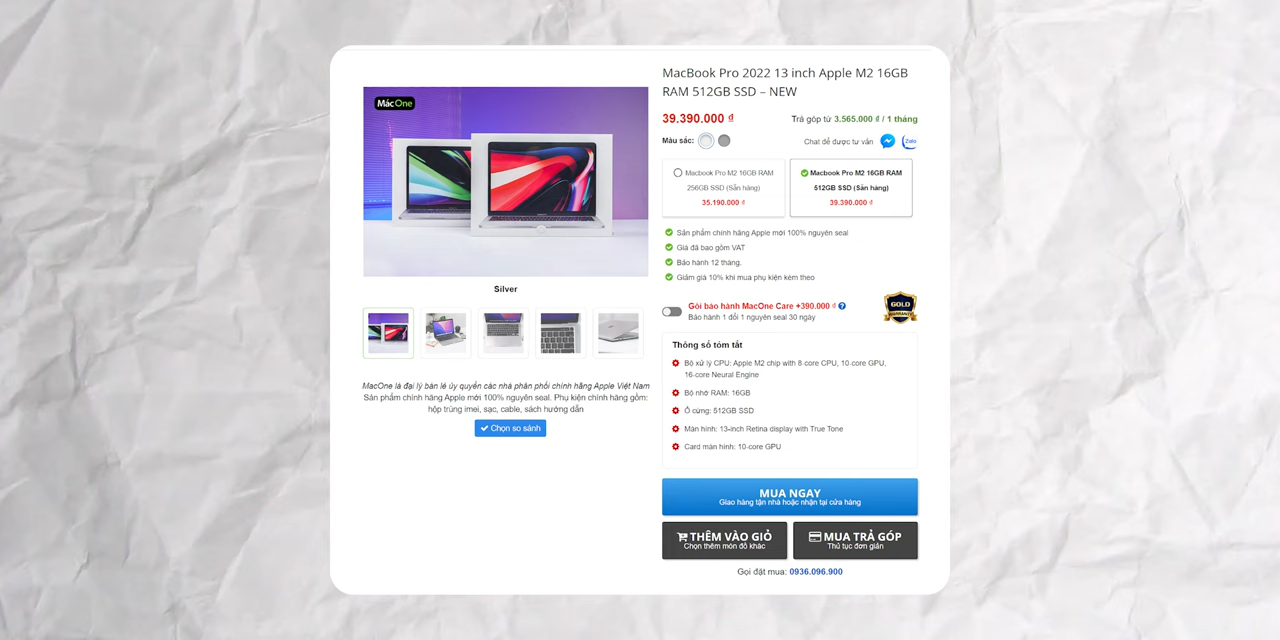 MacOne
MacBook Pro 2022 13 inch Apple M2 16GB
RAM 512GB SSD – NEW
39.390.000 ₫
Trả góp từ 3.565.000 ₫ / 1 tháng
Màu sắc:
Chat để được tư vấn
Zalo
Macbook Pro M2 16GB RAM
256GB SSD (Sẵn hàng)
35.190.000 ₫
Macbook Pro M2 16GB RAM
512GB SSD (Sẵn hàng)
39.390.000 ₫
Sản phẩm chính hãng Apple mới 100% nguyên seal
Giá đã bao gồm VAT
Bảo hành 12 tháng.
Giảm giá 10% khi mua phụ kiện kèm theo
Silver
Gói bảo hành MacOne Care +390.000 ₫ ?
Bảo hành 1 đổi 1 nguyên seal 30 ngày
GOLD
WARRANTY
Thông số tóm tắt
Bộ xử lý CPU: Apple M2 chip with 8-core CPU, 10-core GPU,
16-core Neural Engine
Bộ nhớ RAM: 16GB
Ổ cứng: 512GB SSD
Màn hình: 13-inch Retina display with True Tone
Card màn hình: 10-core GPU
MacOne là đại lý bán lẻ ủy quyền các nhà phân phối chính hãng Apple Việt Nam
Sản phẩm chính hãng Apple mới 100% nguyên seal. Phụ kiện chính hãng gồm:
hộp trùng imei, sạc, cable, sách hướng dẫn
Chọn so sánh
MUA NGAY
Giao hàng tận nhà hoặc nhận tại cửa hàng
THÊM VÀO GIỎ
Chọn thêm món đồ khác
MUA TRẢ GÓP
Thủ tục đơn giản
Gọi đặt mua: 0936.096.900